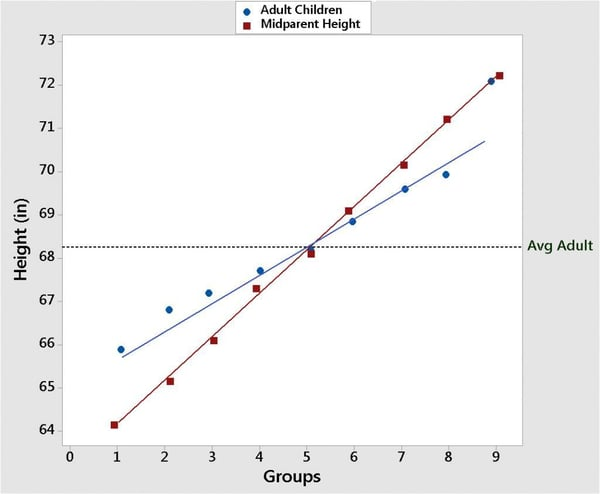 Adult Children
Midparent Height
73
72
71
70
69
68
67
66
65
64
Height (in)
Avg Adult
0 1 2 3 4 5 6 7 8 9
Groups